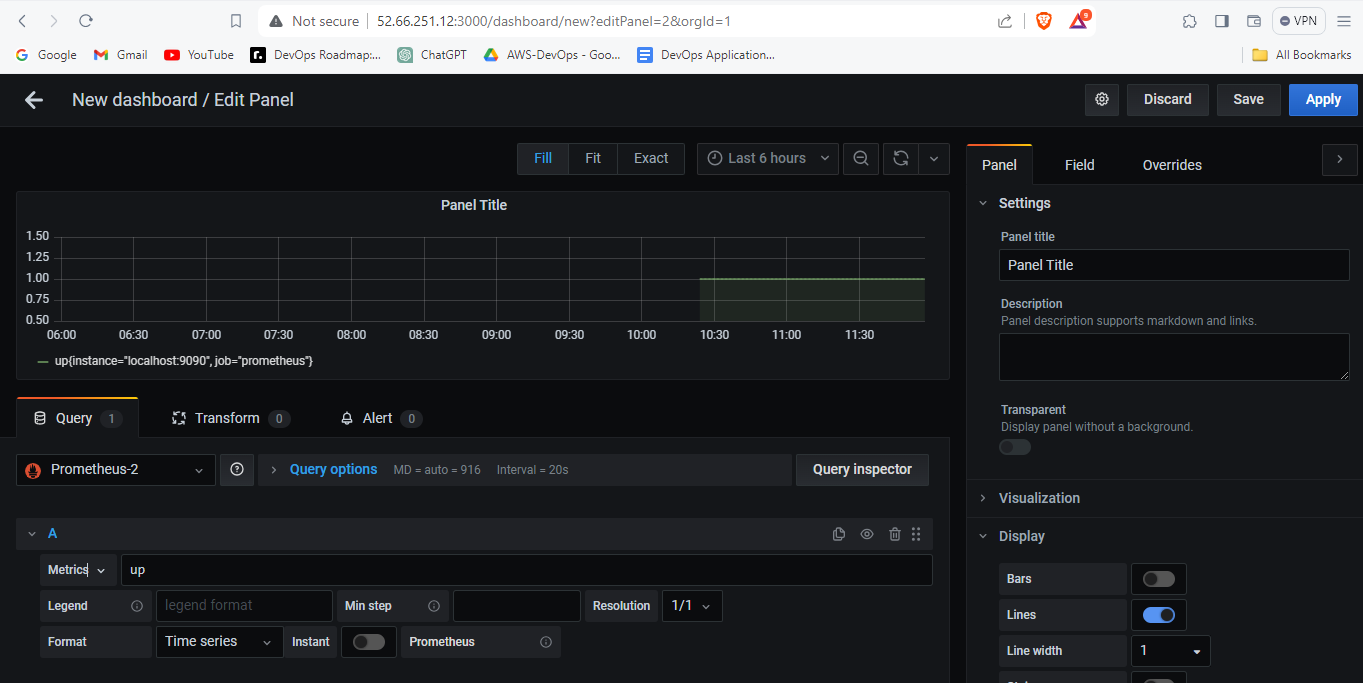 Not secure 52.66.251.12:3000/dashboard/new?editPanel=2&orgId=1 9 VPN
Google Gmail YouTube DevOps Roadmap:... ChatGPT AWS-DevOps - Goo... DevOps Application... All Bookmarks
New dashboard / Edit Panel Discard Save Apply
Fill Fit Exact Last 6 hours
Panel Title
1.50
1.25
1.00
0.75
0.50
06:00 06:30 07:00 07:30 08:00 08:30 09:00 09:30 10:00 10:30 11:00 11:30
up{instance="localhost:9090", job="prometheus"}
Query 1 Transform 0 Alert 0
Prometheus-2 Query options MD = auto = 916 Interval = 20s Query inspector
A
Metrics up
Legend legend format Min step Resolution 1/1
Format Time series Instant Prometheus
Panel Field Overrides
Settings
Panel title
Panel Title
Description
Panel description supports markdown and links.
Transparent
Display panel without a background.
Visualization
Display
Bars
Lines
Line width 1